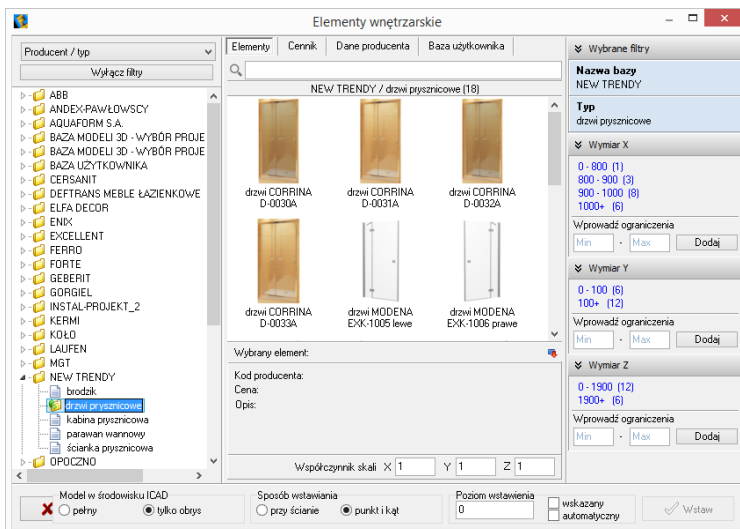 Elementy wnętrzarskie
Producent / typ
Wyłącz filtry
ABB
ANDEX-PAWŁOWSCY
AQUAFORM S.A.
BAZA MODELI 3D - WYBÓR PROJE
BAZA MODELI 3D - WYBÓR PROJE
BAZA UŻYTKOWNIKA
CERSANIT
DEFTRANS MEBLE ŁAZIENKOWE
ELFA DECOR
ENIX
EXCELLENT
FERRO
FORTE
GEBERIT
GORGIEL
INSTAL-PROJEKT_2
KERMI
KOŁO
LAUFEN
MGT
NEW TRENDY
brodzik
drzwi prysznicowe
kabina prysznicowa
parawan wannowy
ścianka prysznicowa
OPOCZNO
Elementy Cennik Dane producenta Baza użytkownika
NEW TRENDY / drzwi prysznicowe (18)
drzwi CORRINA D-0030A
drzwi CORRINA D-0031A
drzwi CORRINA D-0032A
drzwi CORRINA D-0033A
drzwi MODENA EXK-1005 lewe
drzwi MODENA EXK-1006 prawe
Wybrany element:
Kod producenta:
Cena:
Opis:
Współczynnik skali X 1 Y 1 Z 1
Wybrane filtry
Nazwa bazy
NEW TRENDY
Typ
drzwi prysznicowe
Wymiar X
0 - 800 (1)
800 - 900 (3)
900 - 1000 (8)
1000+ (6)
Wprowadź ograniczenia
Min - Max Dodaj
Wymiar Y
0 - 100 (6)
100+ (12)
Wprowadź ograniczenia
Min - Max Dodaj
Wymiar Z
0 - 1900 (12)
1900+ (6)
Wprowadź ograniczenia
Min - Max Dodaj
Model w środowisku ICAD
pełny tylko obrys
Sposób wstawiania
przy ścianie punkt i kąt
Poziom wstawienia
0
wskazany
automatyczny
Wstaw